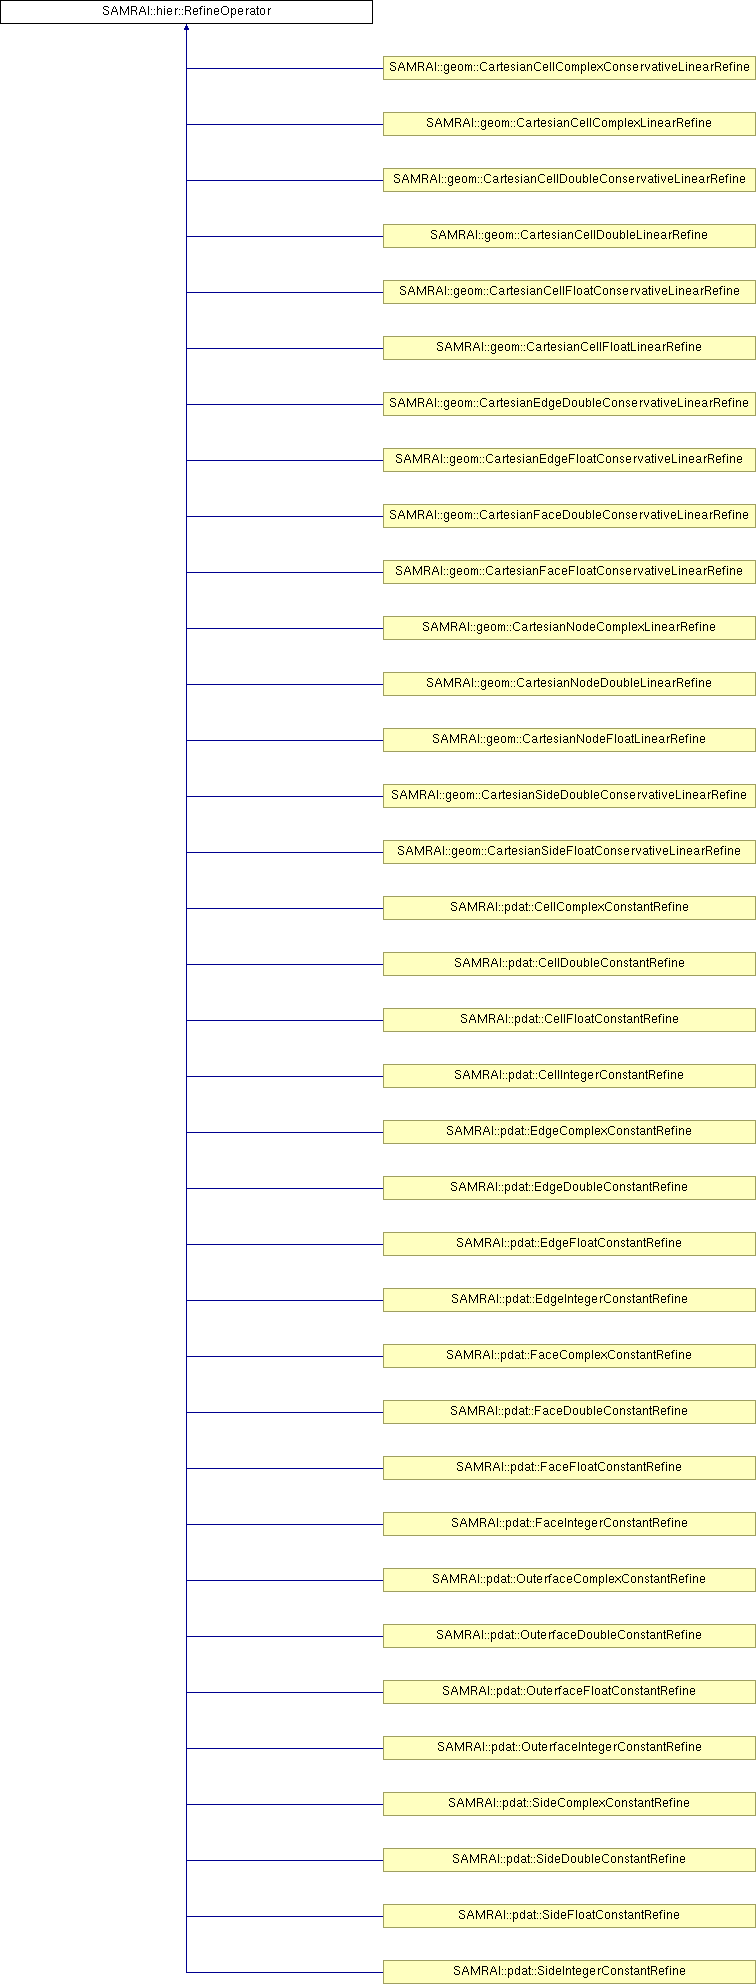 SAMRAI::hier::RefineOperator
SAMRAI::geom::CartesianCellComplexConservativeLinearRefine
SAMRAI::geom::CartesianCellComplexLinearRefine
SAMRAI::geom::CartesianCellDoubleConservativeLinearRefine
SAMRAI::geom::CartesianCellDoubleLinearRefine
SAMRAI::geom::CartesianCellFloatConservativeLinearRefine
SAMRAI::geom::CartesianCellFloatLinearRefine
SAMRAI::geom::CartesianEdgeDoubleConservativeLinearRefine
SAMRAI::geom::CartesianEdgeFloatConservativeLinearRefine
SAMRAI::geom::CartesianFaceDoubleConservativeLinearRefine
SAMRAI::geom::CartesianFaceFloatConservativeLinearRefine
SAMRAI::geom::CartesianNodeComplexLinearRefine
SAMRAI::geom::CartesianNodeDoubleLinearRefine
SAMRAI::geom::CartesianNodeFloatLinearRefine
SAMRAI::geom::CartesianSideDoubleConservativeLinearRefine
SAMRAI::geom::CartesianSideFloatConservativeLinearRefine
SAMRAI::pdat::CellComplexConstantRefine
SAMRAI::pdat::CellDoubleConstantRefine
SAMRAI::pdat::CellFloatConstantRefine
SAMRAI::pdat::CellIntegerConstantRefine
SAMRAI::pdat::EdgeComplexConstantRefine
SAMRAI::pdat::EdgeDoubleConstantRefine
SAMRAI::pdat::EdgeFloatConstantRefine
SAMRAI::pdat::EdgeIntegerConstantRefine
SAMRAI::pdat::FaceComplexConstantRefine
SAMRAI::pdat::FaceDoubleConstantRefine
SAMRAI::pdat::FaceFloatConstantRefine
SAMRAI::pdat::FaceIntegerConstantRefine
SAMRAI::pdat::OuterfaceComplexConstantRefine
SAMRAI::pdat::OuterfaceDoubleConstantRefine
SAMRAI::pdat::OuterfaceFloatConstantRefine
SAMRAI::pdat::OuterfaceIntegerConstantRefine
SAMRAI::pdat::SideComplexConstantRefine
SAMRAI::pdat::SideDoubleConstantRefine
SAMRAI::pdat::SideFloatConstantRefine
SAMRAI::pdat::SideIntegerConstantRefine